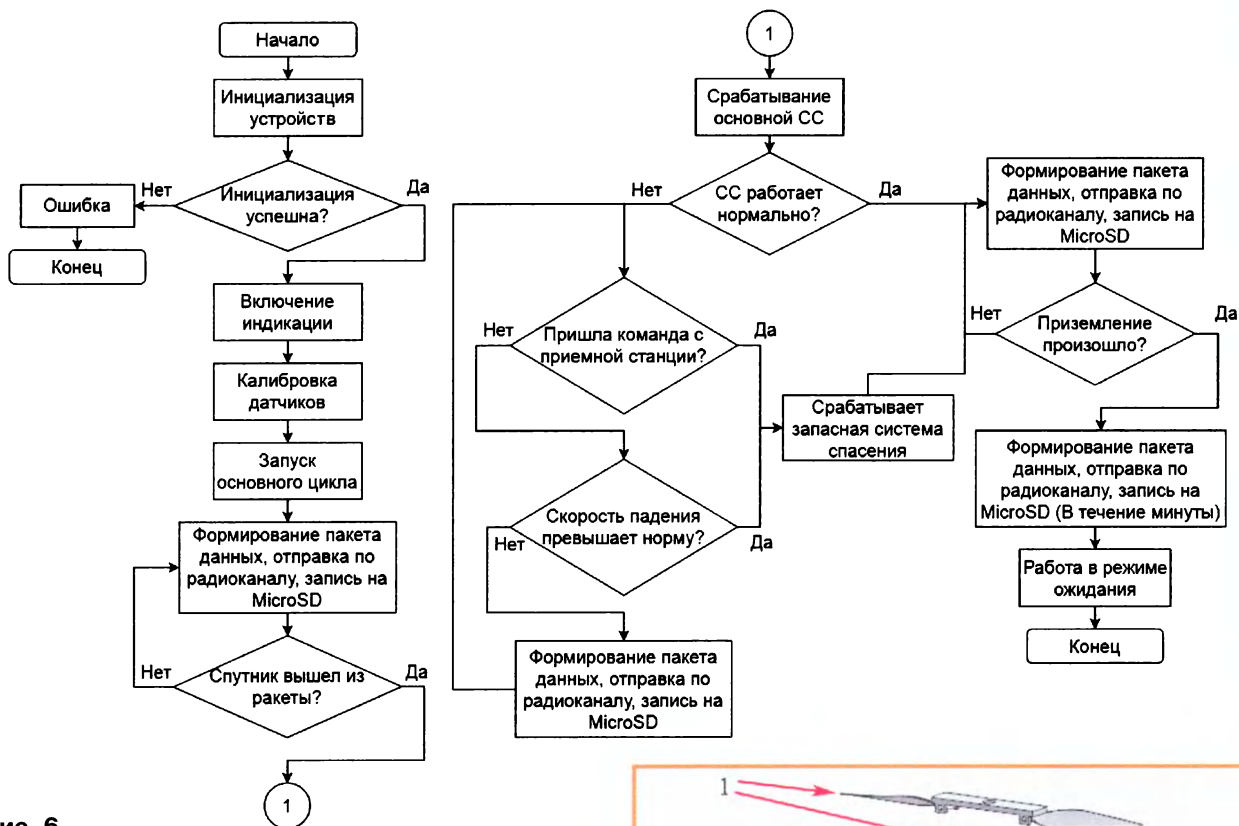 Начало
Инициализация
устройств
Инициализация
успешна?
Нет
Да
Ошибка
Конец
Включение
индикации
Калибровка
датчиков
Запуск
основного цикла
Формирование пакета
данных, отправка по
радиоканалу, запись на
MicroSD
Спутник вышел из
ракеты?
Нет
Да
1
1
Срабатывание
основной СС
СС работает
нормально?
Нет
Да
Пришла команда с
приемной станции?
Нет
Да
Скорость падения
превышает норму?
Нет
Да
Формирование пакета
данных, отправка по
радиоканалу, запись на
MicroSD
Срабатывает
запасная система
спасения
Формирование пакета
данных, отправка по
радиоканалу, запись на
MicroSD
Приземление
произошло?
Нет
Да
Формирование пакета
данных, отправка по
радиоканалу, запись на
MicroSD (В течение минуты)
Работа в режиме
ожидания
Конец
1
6